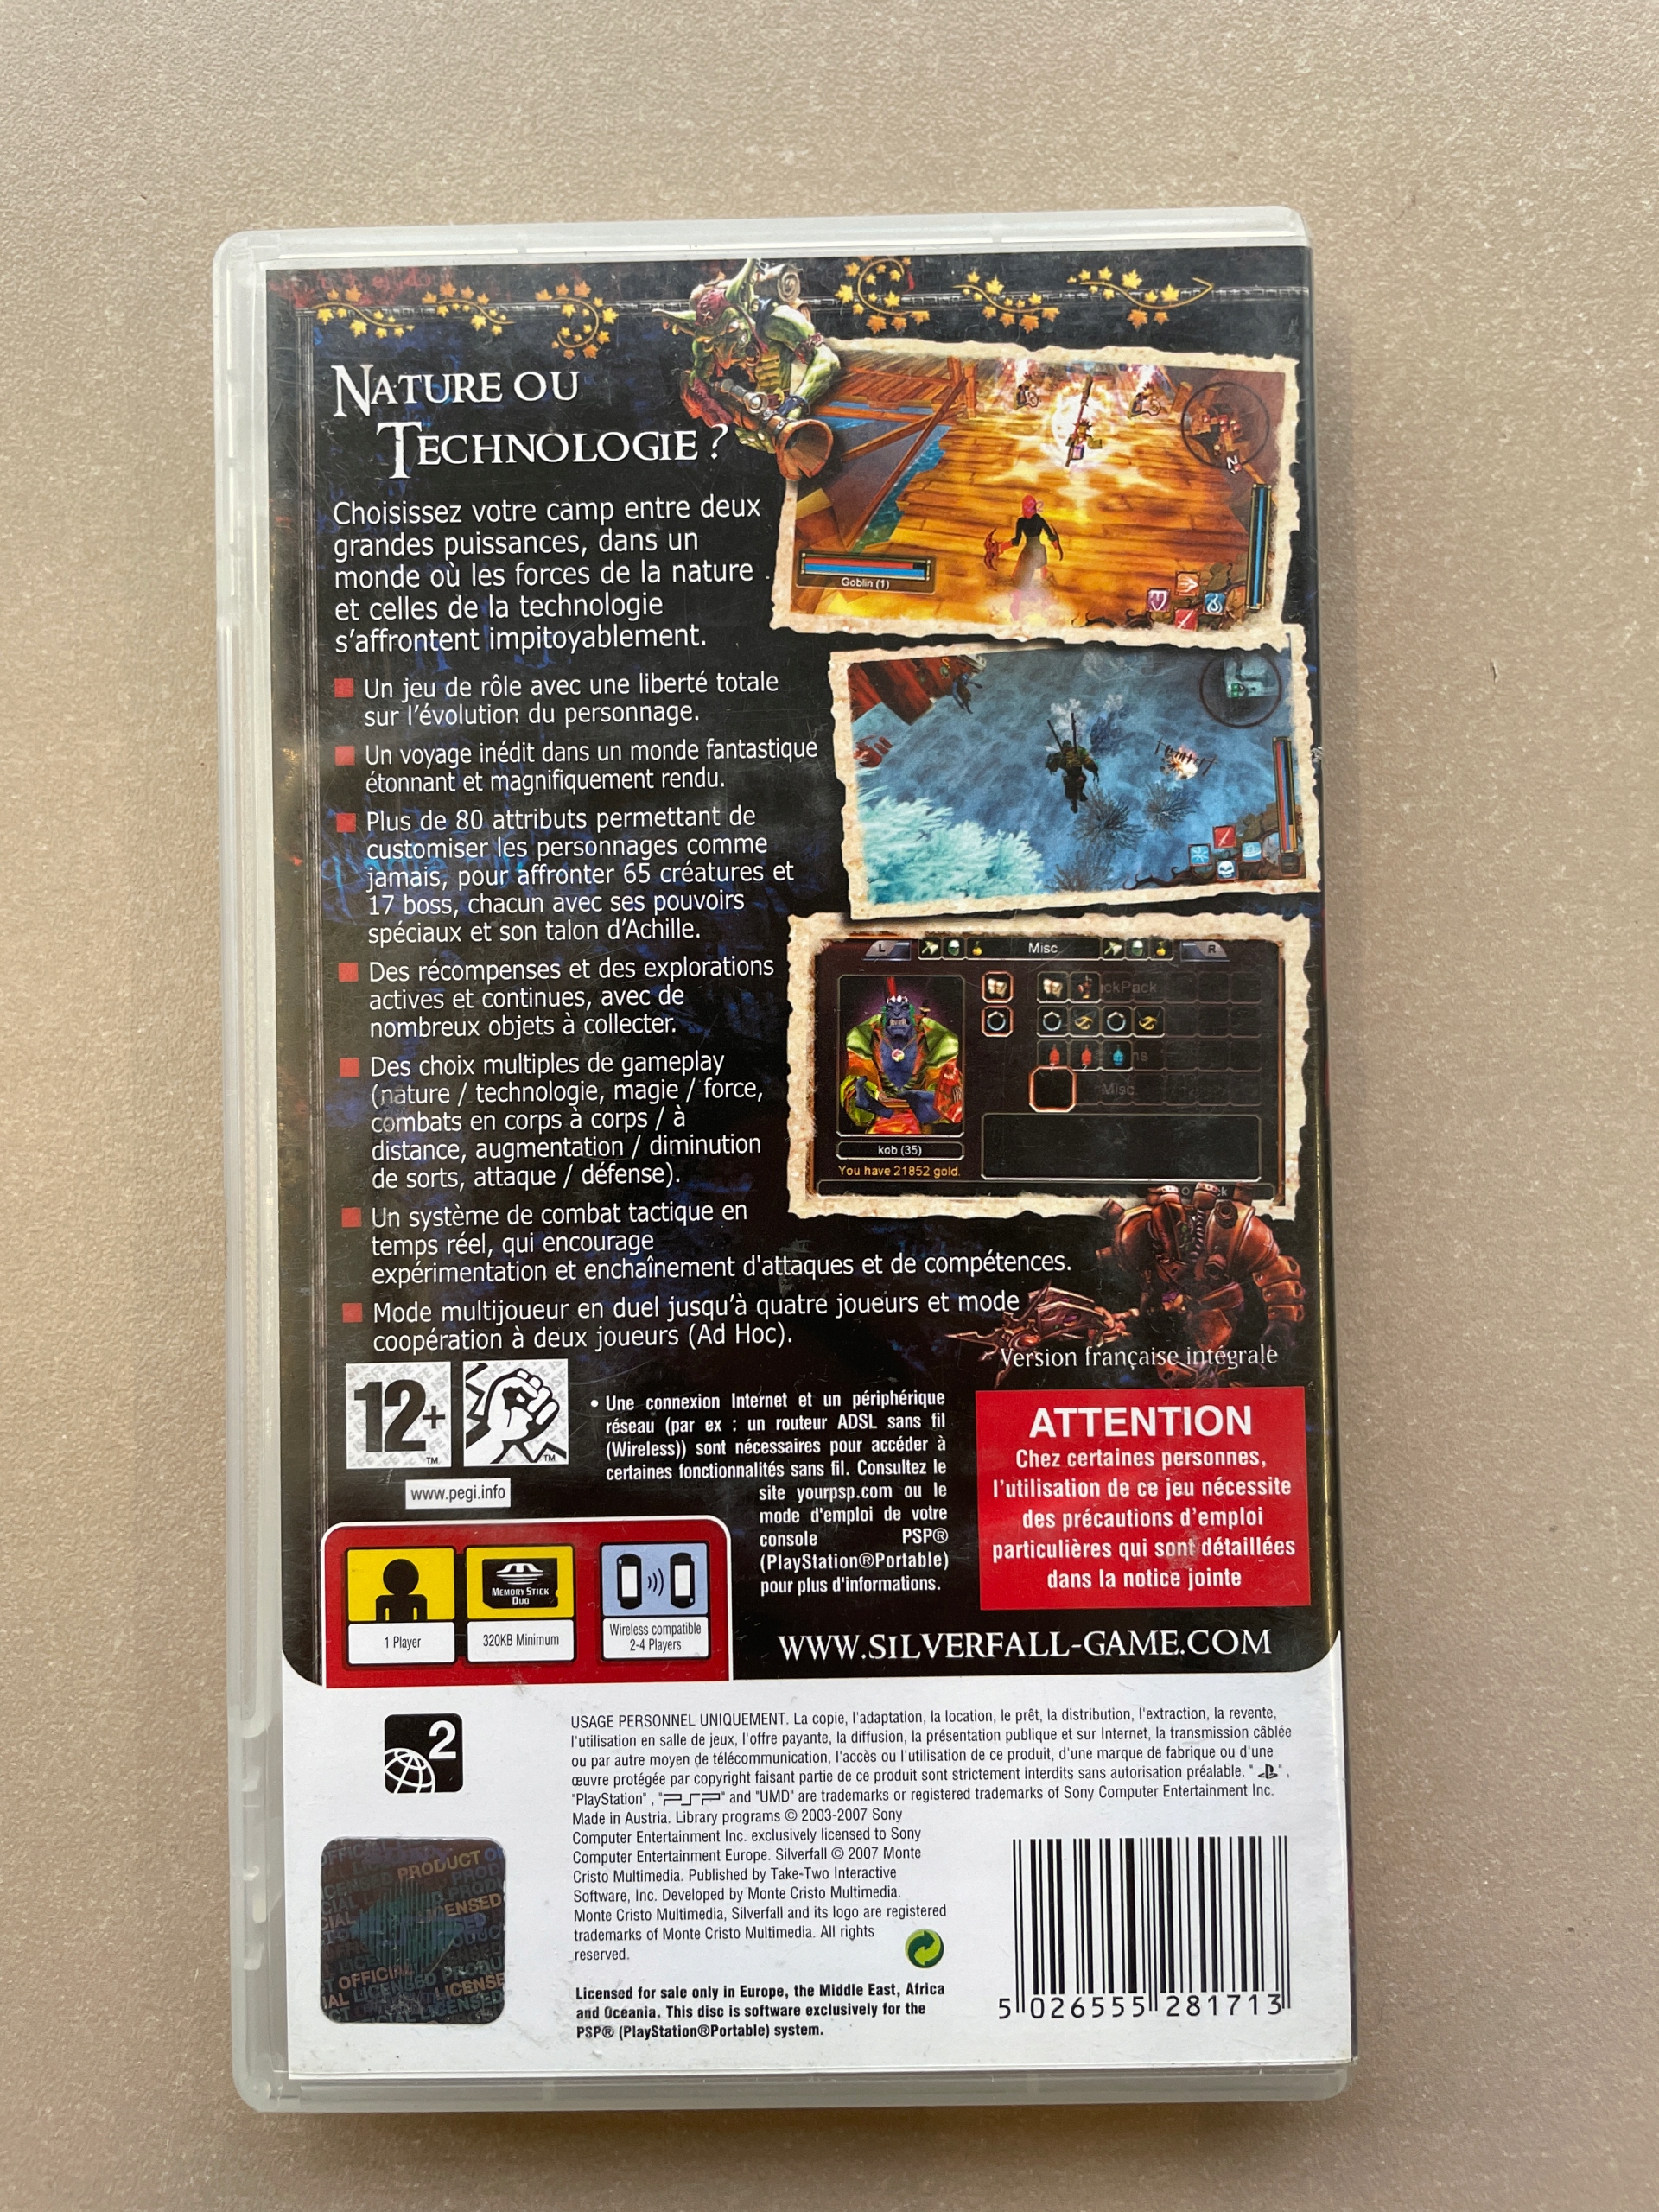 NATURE OU
TECHNOLOGIE ?
Choisissez votre camp entre deux
grandes puissances, dans un
monde où les forces de la nature
et celles de la technologie
s'affrontent impitoyablement.
Un jeu de rôle avec une liberté totale
sur l'évolution du personnage.
Un voyage inédit dans un monde fantastique
étonnant et magnifiquement rendu.
Plus de 80 attributs permettant de
customiser les personnages comme
jamais, pour affronter 65 créatures et
17 boss, chacun avec ses pouvoirs
spéciaux et son talon d'Achille.
Des récompenses et des explorations
actives et continues, avec de
nombreux objets à collecter.
Des choix multiples de gameplay
(nature / technologie, magie / force,
combats en corps à corps / à
distance, augmentation / diminution
de sorts, attaque / défense).
Un système de combat tactique en
temps réel, qui encourage
expérimentation et enchaînement d'attaques et de compétences.
Mode multijoueur en duel jusqu'à quatre joueurs et mode
coopération à deux joueurs (Ad Hoc).
Goblin (1)
N
L
Misc
R
Misc
kob (35)
You have 21852 gold.
Version française intégrale
12+
TM
TM
www.pegi.info
• Une connexion Internet et un périphérique
réseau (par ex : un routeur ADSL sans fil
(Wireless)) sont nécessaires pour accéder à
certaines fonctionnalités sans fil. Consultez le
site yourpsp.com ou le
mode d'emploi de votre
console PSP®
(PlayStation®Portable)
pour plus d'informations.
ATTENTION
Chez certaines personnes,
l'utilisation de ce jeu nécessite
des précautions d'emploi
particulières qui sont détaillées
dans la notice jointe
MEMORY STICK
DUO
1 Player
320KB Minimum
Wireless compatible
2-4 Players
WWW.SILVERFALL-GAME.COM
2
USAGE PERSONNEL UNIQUEMENT. La copie, l'adaptation, la location, le prêt, la distribution, l'extraction, la revente,
l'utilisation en salle de jeux, l'offre payante, la diffusion, la présentation publique et sur Internet, la transmission câblée
ou par autre moyen de télécommunication, l'accès ou l'utilisation de ce produit, d'une marque de fabrique ou d'une
œuvre protégée par copyright faisant partie de ce produit sont strictement interdits sans autorisation préalable. " ",
"PlayStation", "PSP" and "UMD" are trademarks or registered trademarks of Sony Computer Entertainment Inc.
Made in Austria. Library programs © 2003-2007 Sony
Computer Entertainment Inc. exclusively licensed to Sony
Computer Entertainment Europe. Silverfall © 2007 Monte
Cristo Multimedia. Published by Take-Two Interactive
Software, Inc. Developed by Monte Cristo Multimedia.
Monte Cristo Multimedia, Silverfall and its logo are registered
trademarks of Monte Cristo Multimedia. All rights
reserved.
Licensed for sale only in Europe, the Middle East, Africa
and Oceania. This disc is software exclusively for the
PSP® (PlayStation®Portable) system.
PRODUCT
LICENSED
OFFICIAL
LICENSED
5 026555 281713